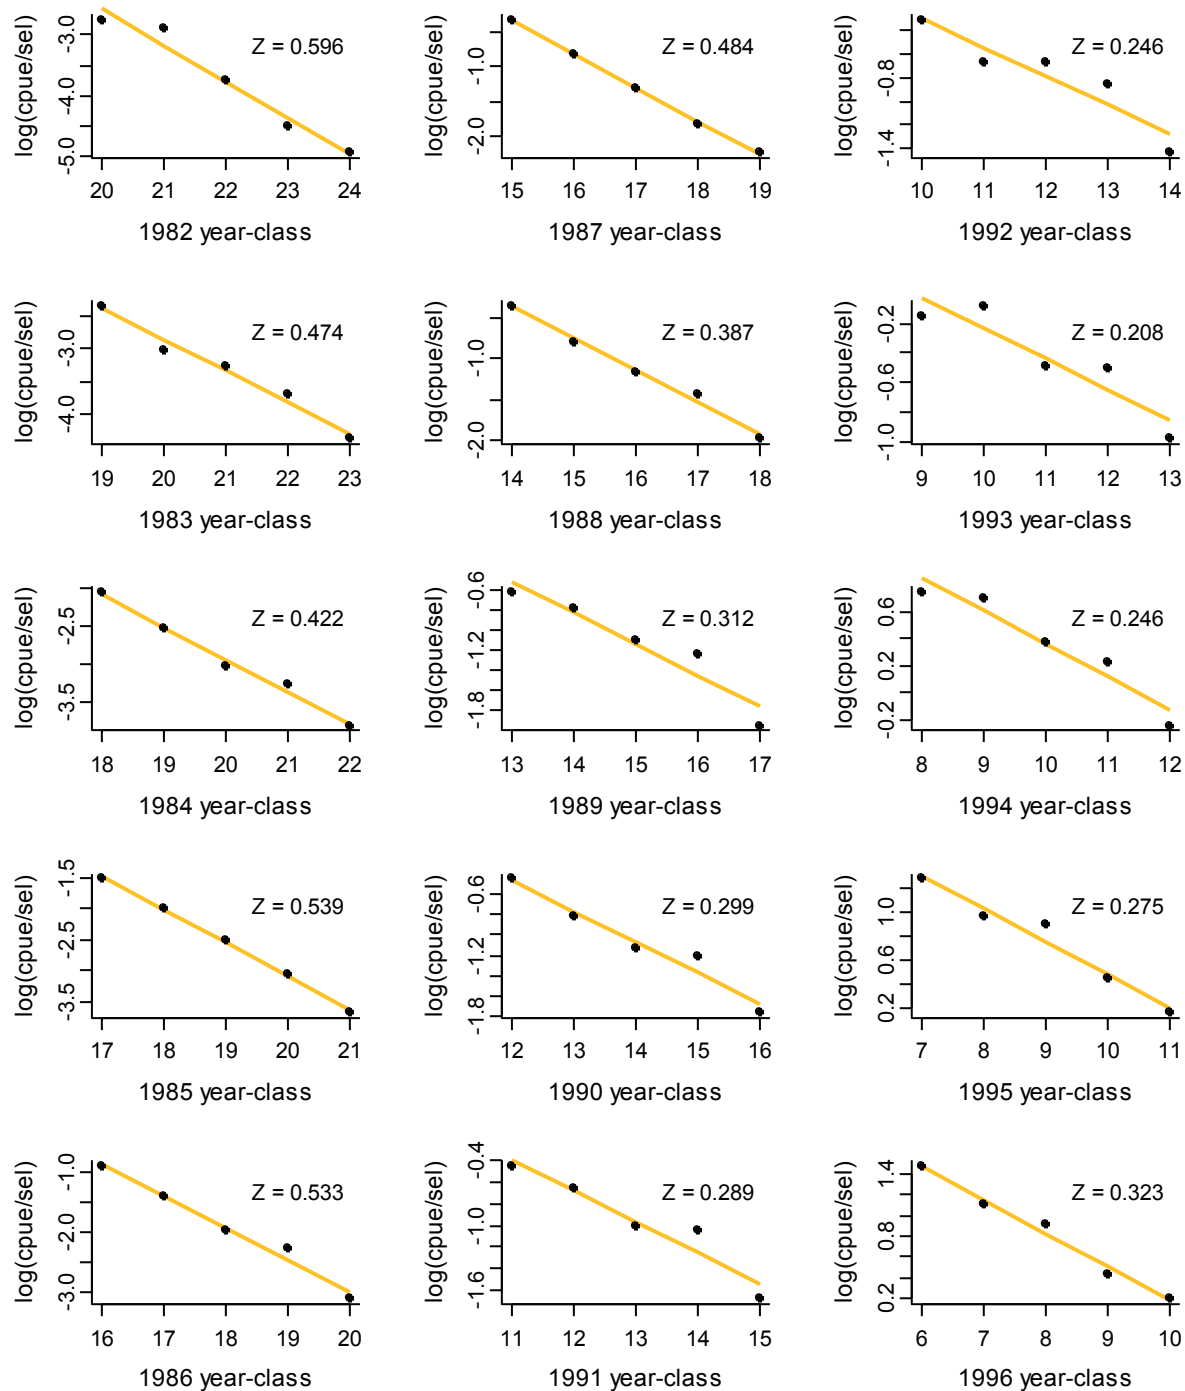 log(cpue/sel)
-3.0
-4.0
-5.0
Z = 0.596
20 21 22 23 24
1982 year-class
log(cpue/sel)
-1.0
-2.0
Z = 0.484
15 16 17 18 19
1987 year-class
log(cpue/sel)
-0.8
-1.4
Z = 0.246
10 11 12 13 14
1992 year-class
log(cpue/sel)
-3.0
-4.0
Z = 0.474
19 20 21 22 23
1983 year-class
log(cpue/sel)
-1.0
-2.0
Z = 0.387
14 15 16 17 18
1988 year-class
log(cpue/sel)
-0.2
-0.6
-1.0
Z = 0.208
9 10 11 12 13
1993 year-class
log(cpue/sel)
-2.5
-3.5
Z = 0.422
18 19 20 21 22
1984 year-class
log(cpue/sel)
-0.6
-1.2
-1.8
Z = 0.312
13 14 15 16 17
1989 year-class
log(cpue/sel)
0.6
0.2
-0.2
Z = 0.246
8 9 10 11 12
1994 year-class
log(cpue/sel)
-1.5
-2.5
-3.5
Z = 0.539
17 18 19 20 21
1985 year-class
log(cpue/sel)
-0.6
-1.2
-1.8
Z = 0.299
12 13 14 15 16
1990 year-class
log(cpue/sel)
1.0
0.6
0.2
Z = 0.275
7 8 9 10 11
1995 year-class
log(cpue/sel)
-1.0
-2.0
-3.0
Z = 0.533
16 17 18 19 20
1986 year-class
log(cpue/sel)
-0.4
-1.0
-1.6
Z = 0.289
11 12 13 14 15
1991 year-class
log(cpue/sel)
1.4
0.8
0.2
Z = 0.323
6 7 8 9 10
1996 year-class